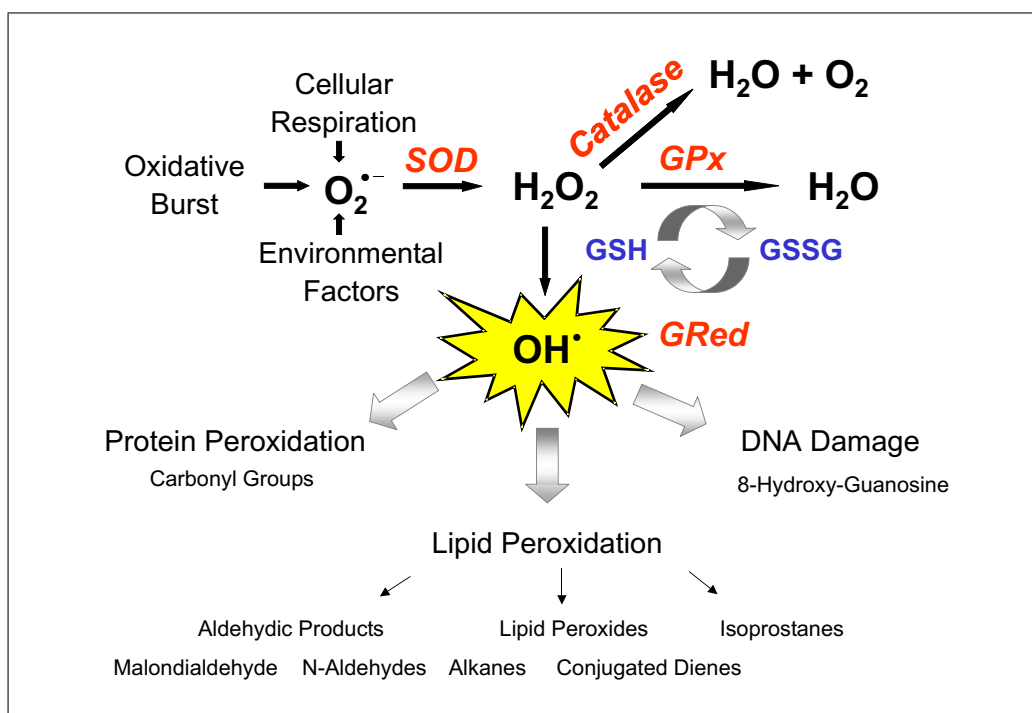 Cellular
Respiration
Oxidative
Burst
O₂•−
Environmental
Factors
SOD
H₂O₂
Catalase
H₂O + O₂
GPx
H₂O
GSH
GSSG
GRed
OH•
Protein Peroxidation
Carbonyl Groups
DNA Damage
8-Hydroxy-Guanosine
Lipid Peroxidation
Aldehydic Products
Lipid Peroxides
Isoprostanes
Malondialdehyde
N-Aldehydes
Alkanes
Conjugated Dienes